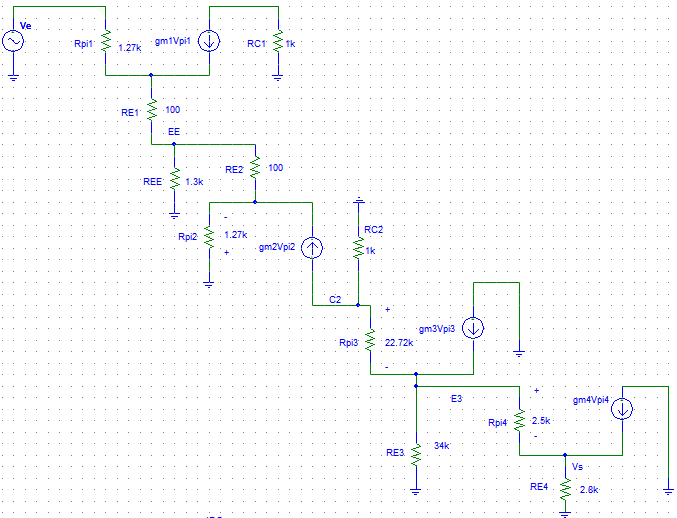 Ve
Rpi1 1.27k gm1Vpi1 RC1 1k
RE1 100
EE
REE 1.3k RE2 100
-
Rpi2 1.27k
+
gm2Vpi2
RC2
1k
C2
+
Rpi3 22.72k
-
gm3Vpi3
E3
RE3 34k
+
Rpi4 2.5k
-
gm4Vpi4
Vs
RE4 2.8k